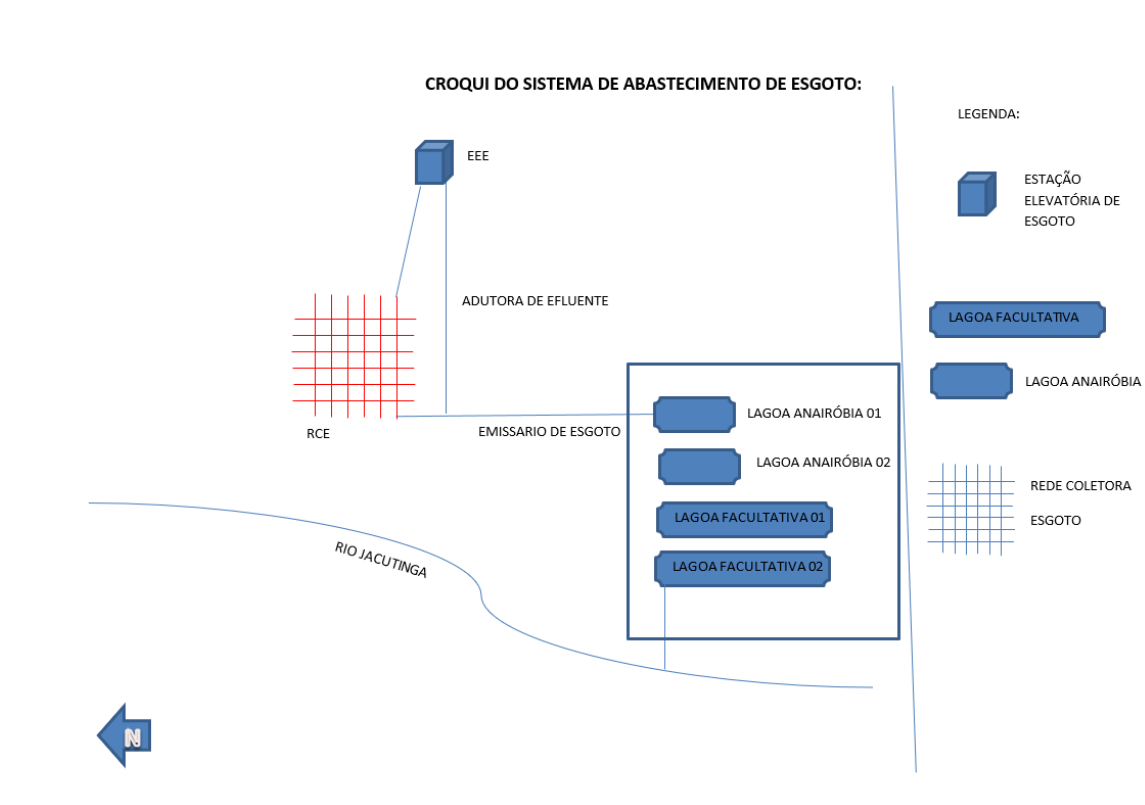 CROQUI DO SISTEMA DE ABASTECIMENTO DE ESGOTO:
EEE
ADUTORA DE EFLUENTE
RCE
EMISSARIO DE ESGOTO
LAGOA ANAIRÓBIA 01
LAGOA ANAIRÓBIA 02
LAGOA FACULTATIVA 01
LAGOA FACULTATIVA 02
RIO JACUTINGA
N
LEGENDA:
ESTAÇÃO
ELEVATÓRIA DE
ESGOTO
LAGOA FACULTATIVA
LAGOA ANAIRÓBIA
REDE COLETORA
ESGOTO